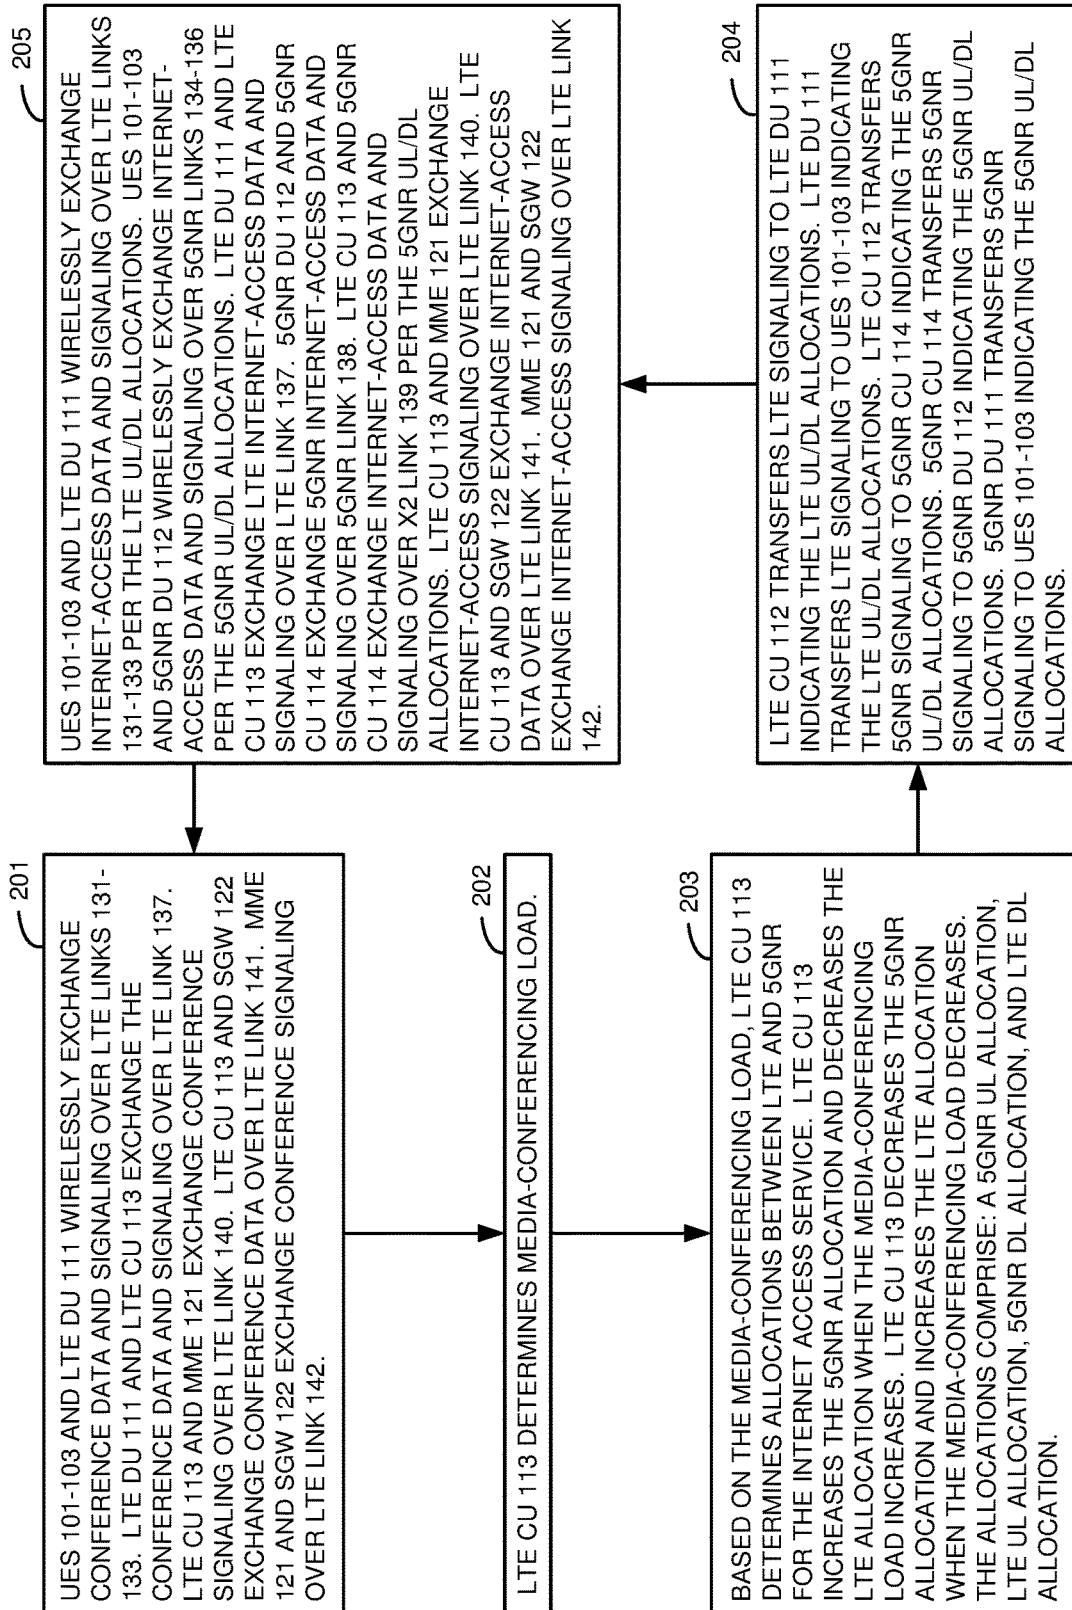 201
UES 101-103 AND LTE DU 111 WIRELESSLY EXCHANGE
CONFERENCE DATA AND SIGNALING OVER LTE LINKS 131-
133.  LTE DU 111 AND LTE CU 113 EXCHANGE THE
CONFERENCE DATA AND SIGNALING OVER LTE LINK 137.
LTE CU 113 AND MME 121 EXCHANGE CONFERENCE
SIGNALING OVER LTE LINK 140.  LTE CU 113 AND SGW 122
EXCHANGE CONFERENCE DATA OVER LTE LINK 141.  MME
121 AND SGW 122 EXCHANGE CONFERENCE SIGNALING
OVER LTE LINK 142.
202
LTE CU 113 DETERMINES MEDIA-CONFERENCING LOAD.
203
BASED ON THE MEDIA-CONFERENCING LOAD, LTE CU 113
DETERMINES ALLOCATIONS BETWEEN LTE AND 5GNR
FOR THE INTERNET ACCESS SERVICE.  LTE CU 113
INCREASES THE 5GNR ALLOCATION AND DECREASES THE
LTE ALLOCATION WHEN THE MEDIA-CONFERENCING
LOAD INCREASES.  LTE CU 113 DECREASES THE 5GNR
ALLOCATION AND INCREASES THE LTE ALLOCATION
WHEN THE MEDIA-CONFERENCING LOAD DECREASES.
THE ALLOCATIONS COMPRISE: A 5GNR UL ALLOCATION,
LTE UL ALLOCATION, 5GNR DL ALLOCATION, AND LTE DL
ALLOCATION.
204
LTE CU 112 TRANSFERS LTE SIGNALING TO LTE DU 111
INDICATING THE LTE UL/DL ALLOCATIONS.  LTE DU 111
TRANSFERS LTE SIGNALING TO UES 101-103 INDICATING
THE LTE UL/DL ALLOCATIONS.  LTE CU 112 TRANSFERS
5GNR SIGNALING TO 5GNR CU 114 INDICATING THE 5GNR
UL/DL ALLOCATIONS.  5GNR CU 114 TRANSFERS 5GNR
SIGNALING TO 5GNR DU 112 INDICATING THE 5GNR UL/DL
ALLOCATIONS.  5GNR DU 111 TRANSFERS 5GNR
SIGNALING TO UES 101-103 INDICATING THE 5GNR UL/DL
ALLOCATIONS.
205
UES 101-103 AND LTE DU 111 WIRELESSLY EXCHANGE
INTERNET-ACCESS DATA AND SIGNALING OVER LTE LINKS
131-133 PER THE LTE UL/DL ALLOCATIONS.  UES 101-103
AND 5GNR DU 112 WIRELESSLY EXCHANGE INTERNET-
ACCESS DATA AND SIGNALING OVER 5GNR LINKS 134-136
PER THE 5GNR UL/DL ALLOCATIONS.  LTE DU 111 AND LTE
CU 113 EXCHANGE LTE INTERNET-ACCESS DATA AND
SIGNALING OVER LTE LINK 137.  5GNR DU 112 AND 5GNR
CU 114 EXCHANGE 5GNR INTERNET-ACCESS DATA AND
SIGNALING OVER 5GNR LINK 138.  LTE CU 113 AND 5GNR
CU 114 EXCHANGE INTERNET-ACCESS DATA AND
SIGNALING OVER X2 LINK 139 PER THE 5GNR UL/DL
ALLOCATIONS.  LTE CU 113 AND MME 121 EXCHANGE
INTERNET-ACCESS SIGNALING OVER LTE LINK 140.  LTE
CU 113 AND SGW 122 EXCHANGE INTERNET-ACCESS
DATA OVER LTE LINK 141.  MME 121 AND SGW 122
EXCHANGE INTERNET-ACCESS SIGNALING OVER LTE LINK
142.